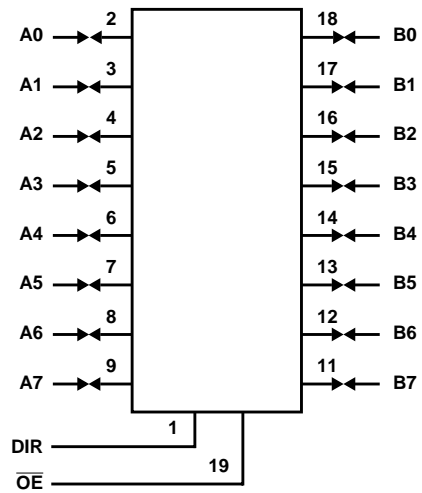 A0 2 18 B0
A1 3 17 B1
A2 4 16 B2
A3 5 15 B3
A4 6 14 B4
A5 7 13 B5
A6 8 12 B6
A7 9 11 B7
DIR 1
O̅E̅ 19